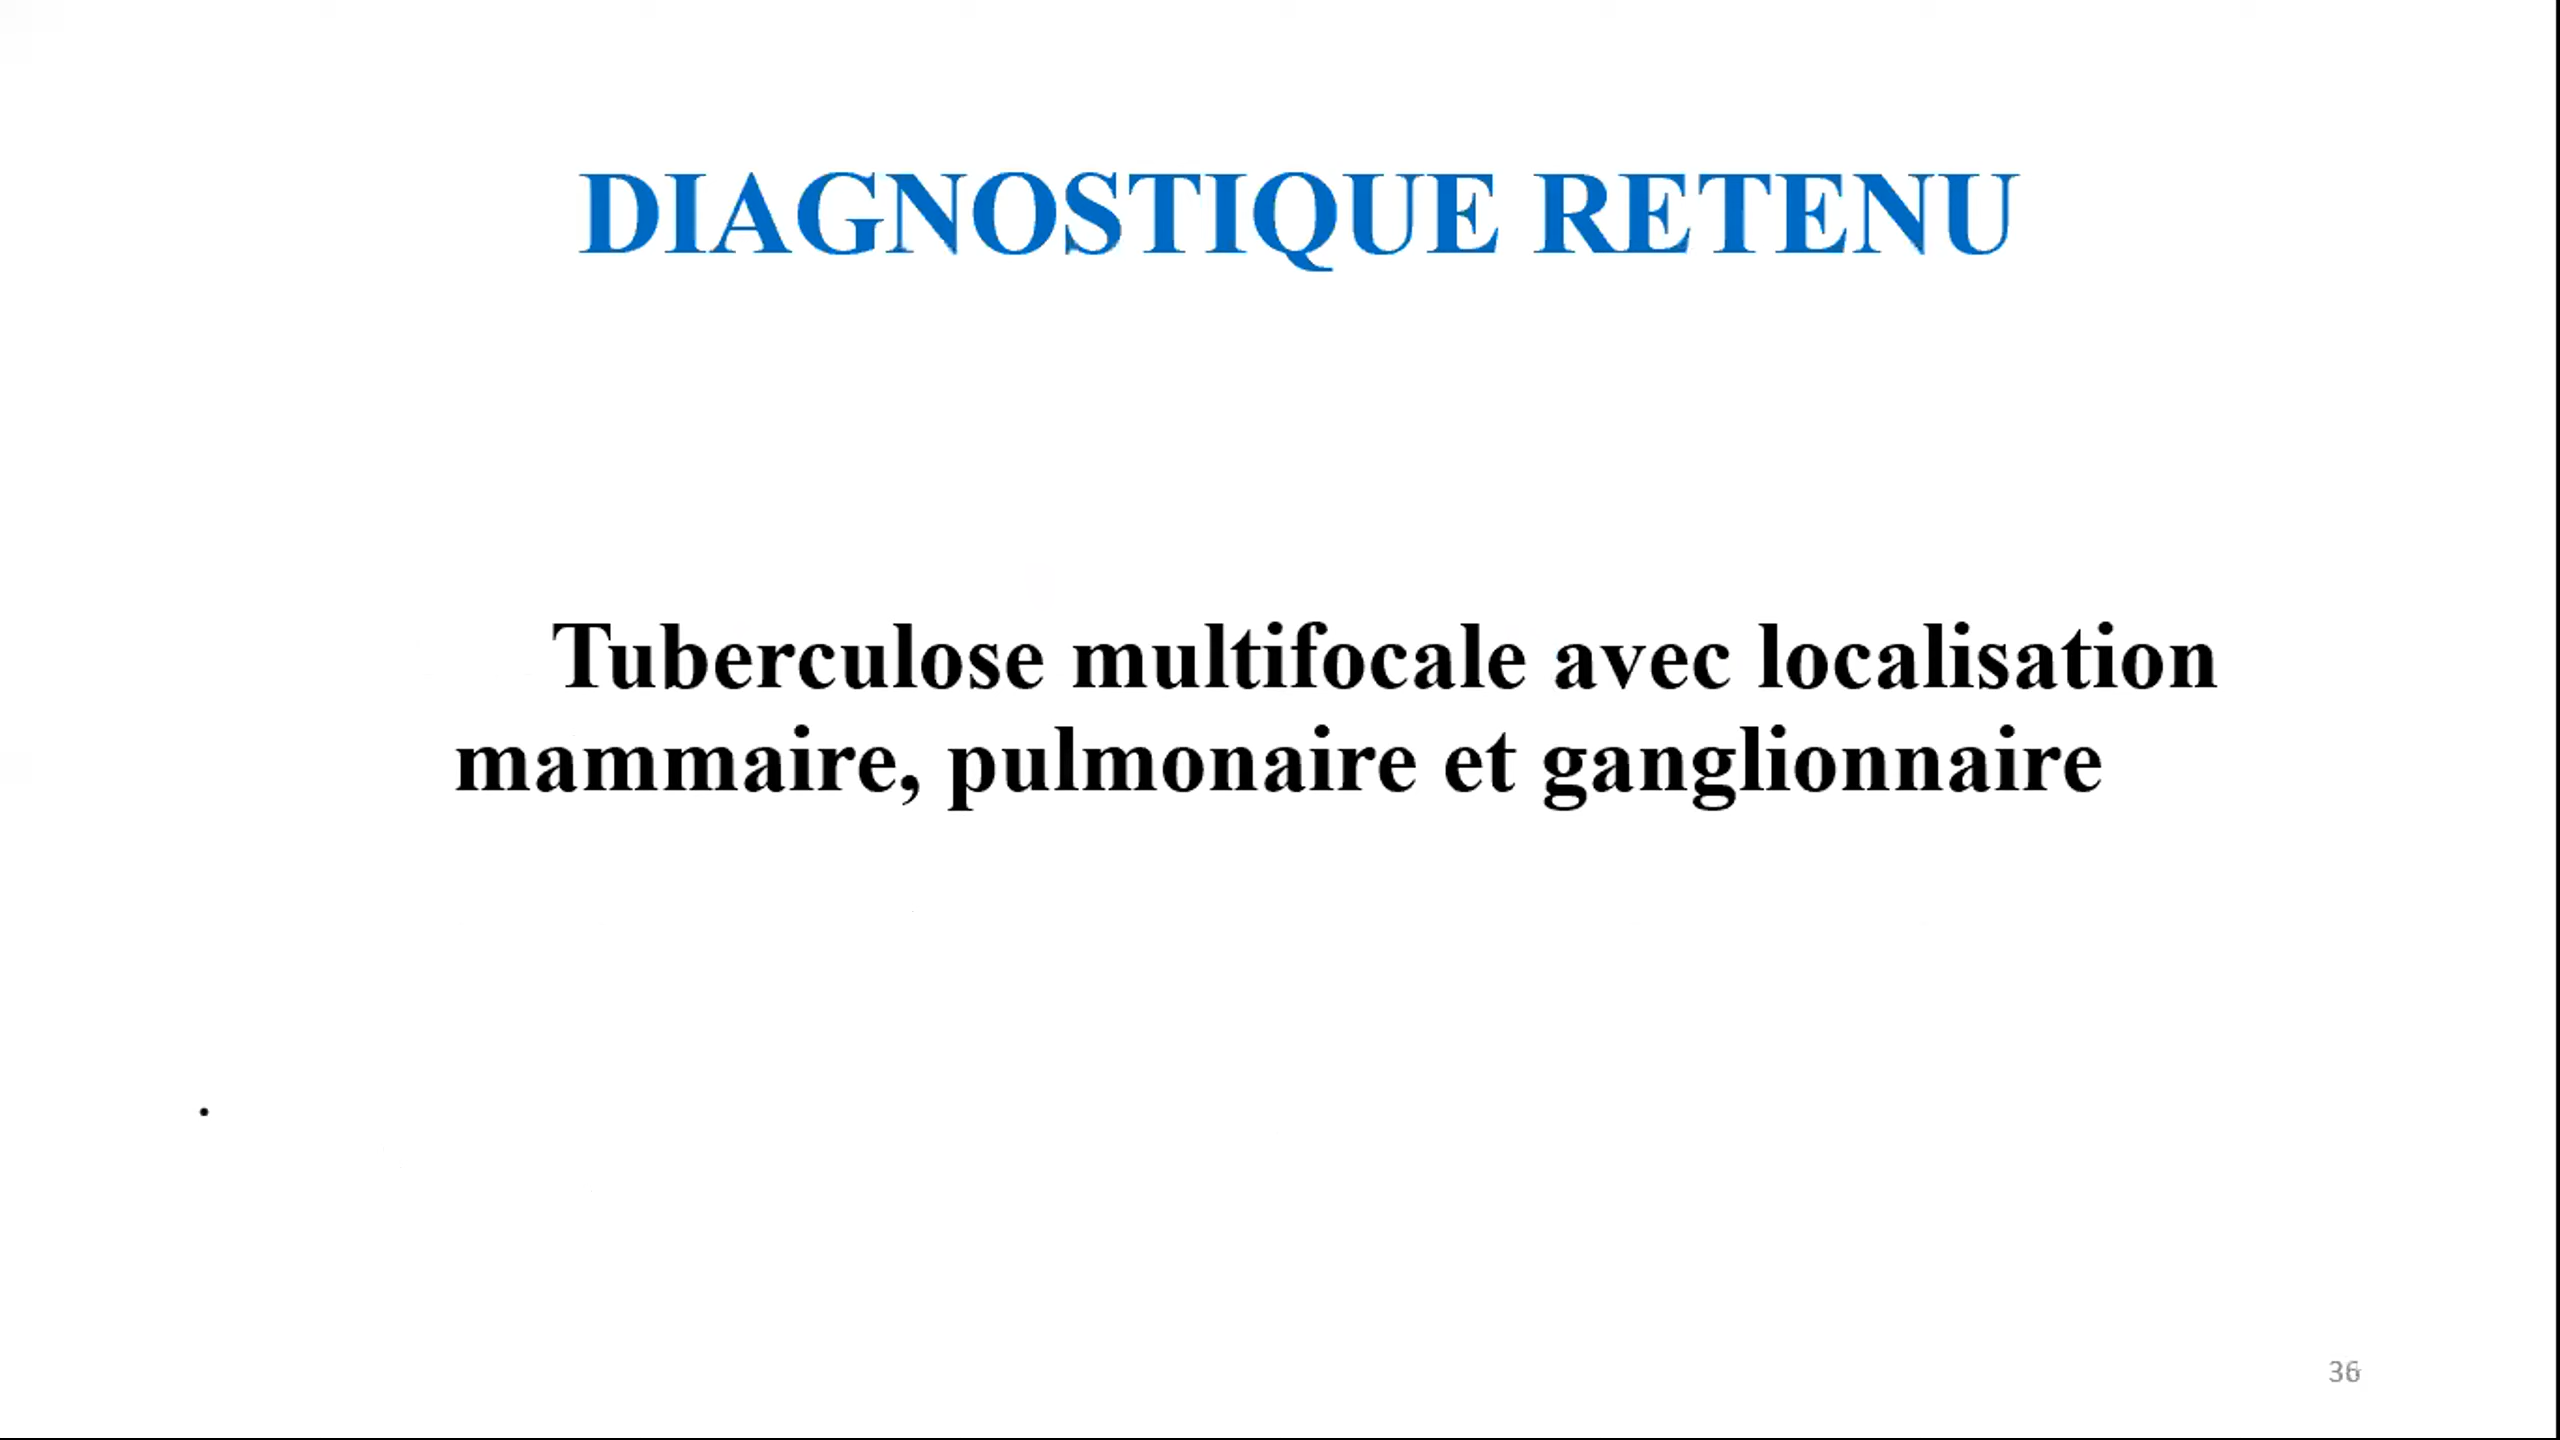 DIAGNOSTIQUE RETENU
Tuberculose multifocale avec localisation
mammaire, pulmonaire et ganglionnaire
.
36